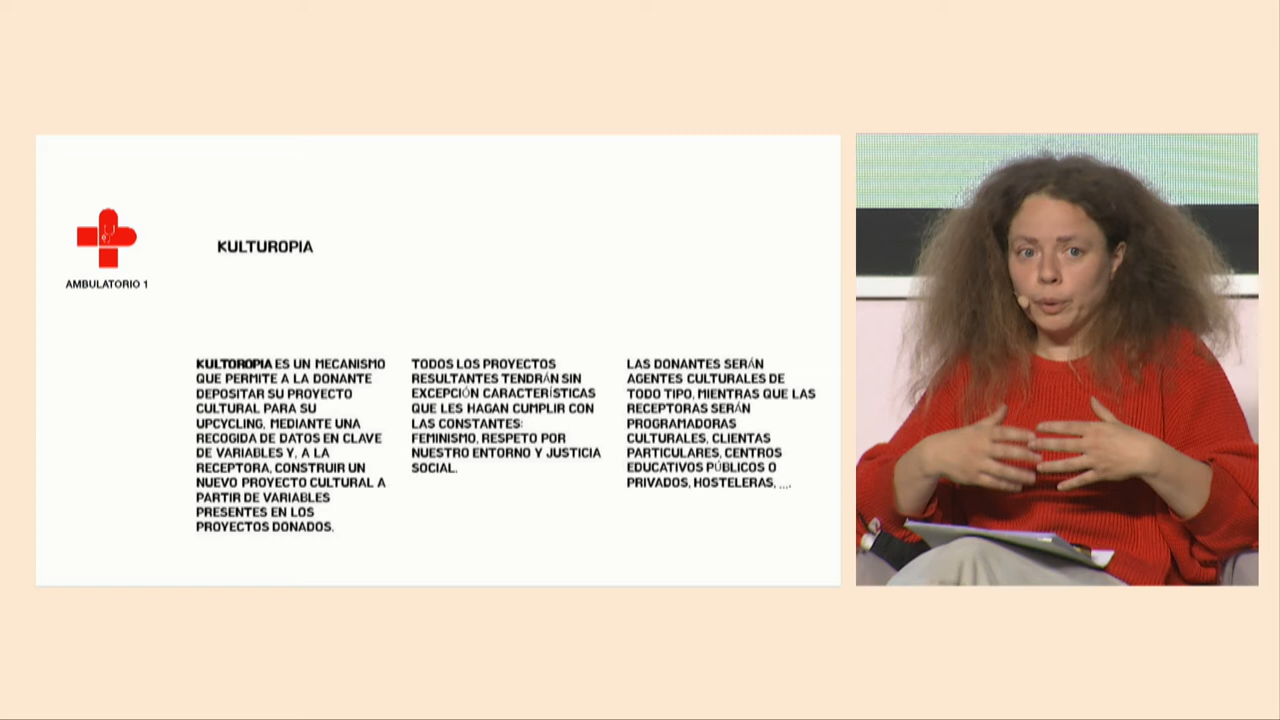 KULTUROPIA
AMBULATORIO 1
KULTOROPIA ES UN MECANISMO
QUE PERMITE A LA DONANTE
DEPOSITAR SU PROYECTO
CULTURAL PARA SU
UPCYCLING, MEDIANTE UNA
RECOGIDA DE DATOS EN CLAVE
DE VARIABLES Y, A LA
RECEPTORA, CONSTRUIR UN
NUEVO PROYECTO CULTURAL A
PARTIR DE VARIABLES
PRESENTES EN LOS
PROYECTOS DONADOS.
TODOS LOS PROYECTOS
RESULTANTES TENDRÁN SIN
EXCEPCIÓN CARACTERÍSTICAS
QUE LES HAGAN CUMPLIR CON
LAS CONSTANTES:
FEMINISMO, RESPETO POR
NUESTRO ENTORNO Y JUSTICIA
SOCIAL.
LAS DONANTES SERÁN
AGENTES CULTURALES DE
TODO TIPO, MIENTRAS QUE LAS
RECEPTORAS SERÁN
PROGRAMADORAS
CULTURALES, CLIENTAS
PARTICULARES, CENTROS
EDUCATIVOS PÚBLICOS O
PRIVADOS, HOSTELERAS, ....